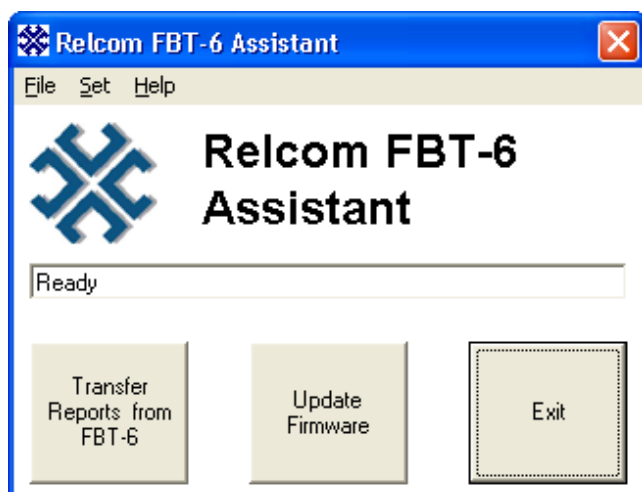 Relcom FBT-6 Assistant
File Set Help
Relcom FBT-6
Assistant
Ready
Transfer
Reports from
FBT-6
Update
Firmware
Exit